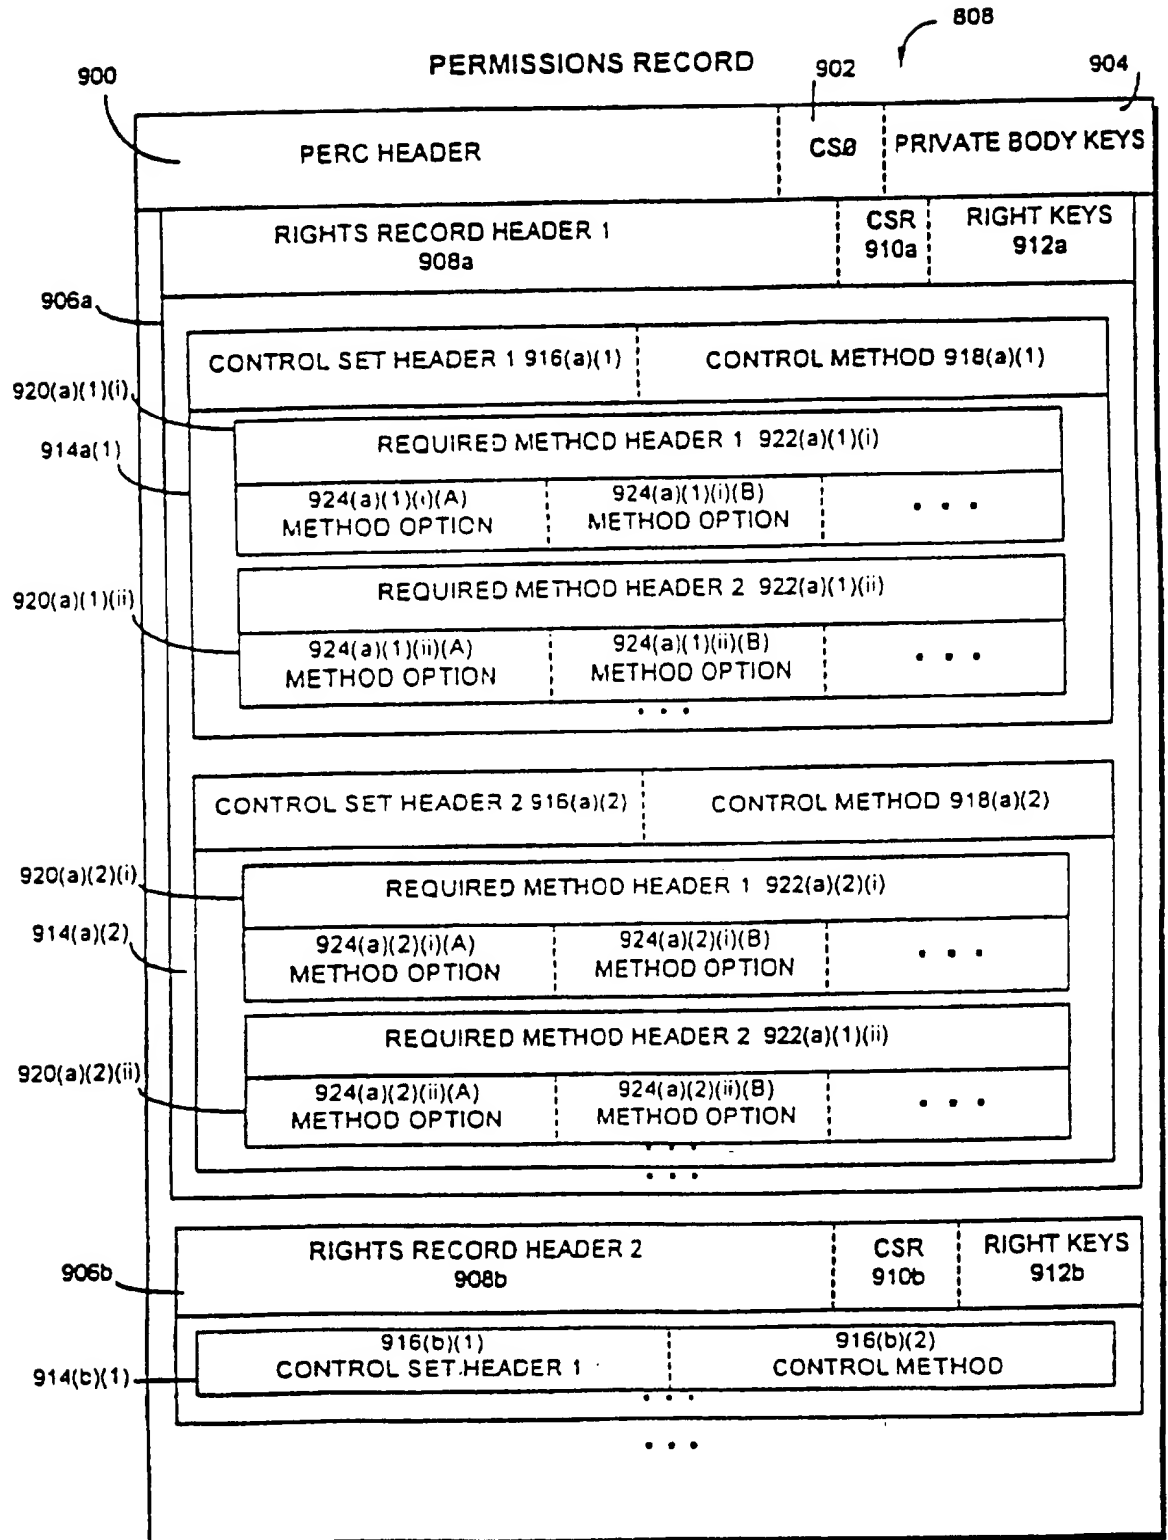 808
PERMISSIONS RECORD
900
902
904
PERC HEADER
CS0
PRIVATE BODY KEYS
RIGHTS RECORD HEADER 1
908a
CSR
910a
RIGHT KEYS
912a
906a
CONTROL SET HEADER 1 916(a)(1)
CONTROL METHOD 918(a)(1)
920(a)(1)(i)
914a(1)
REQUIRED METHOD HEADER 1 922(a)(1)(i)
924(a)(1)(i)(A)
METHOD OPTION
924(a)(1)(i)(B)
METHOD OPTION
• • •
920(a)(1)(ii)
REQUIRED METHOD HEADER 2 922(a)(1)(ii)
924(a)(1)(ii)(A)
METHOD OPTION
924(a)(1)(ii)(B)
METHOD OPTION
• • •
• • •
CONTROL SET HEADER 2 916(a)(2)
CONTROL METHOD 918(a)(2)
920(a)(2)(i)
914(a)(2)
REQUIRED METHOD HEADER 1 922(a)(2)(i)
924(a)(2)(i)(A)
METHOD OPTION
924(a)(2)(i)(B)
METHOD OPTION
• • •
920(a)(2)(ii)
REQUIRED METHOD HEADER 2 922(a)(1)(ii)
924(a)(2)(ii)(A)
METHOD OPTION
924(a)(2)(ii)(B)
METHOD OPTION
• • •
• • •
• • •
906b
RIGHTS RECORD HEADER 2
908b
CSR
910b
RIGHT KEYS
912b
914(b)(1)
916(b)(1)
CONTROL SET HEADER 1
916(b)(2)
CONTROL METHOD
• • •
• • •